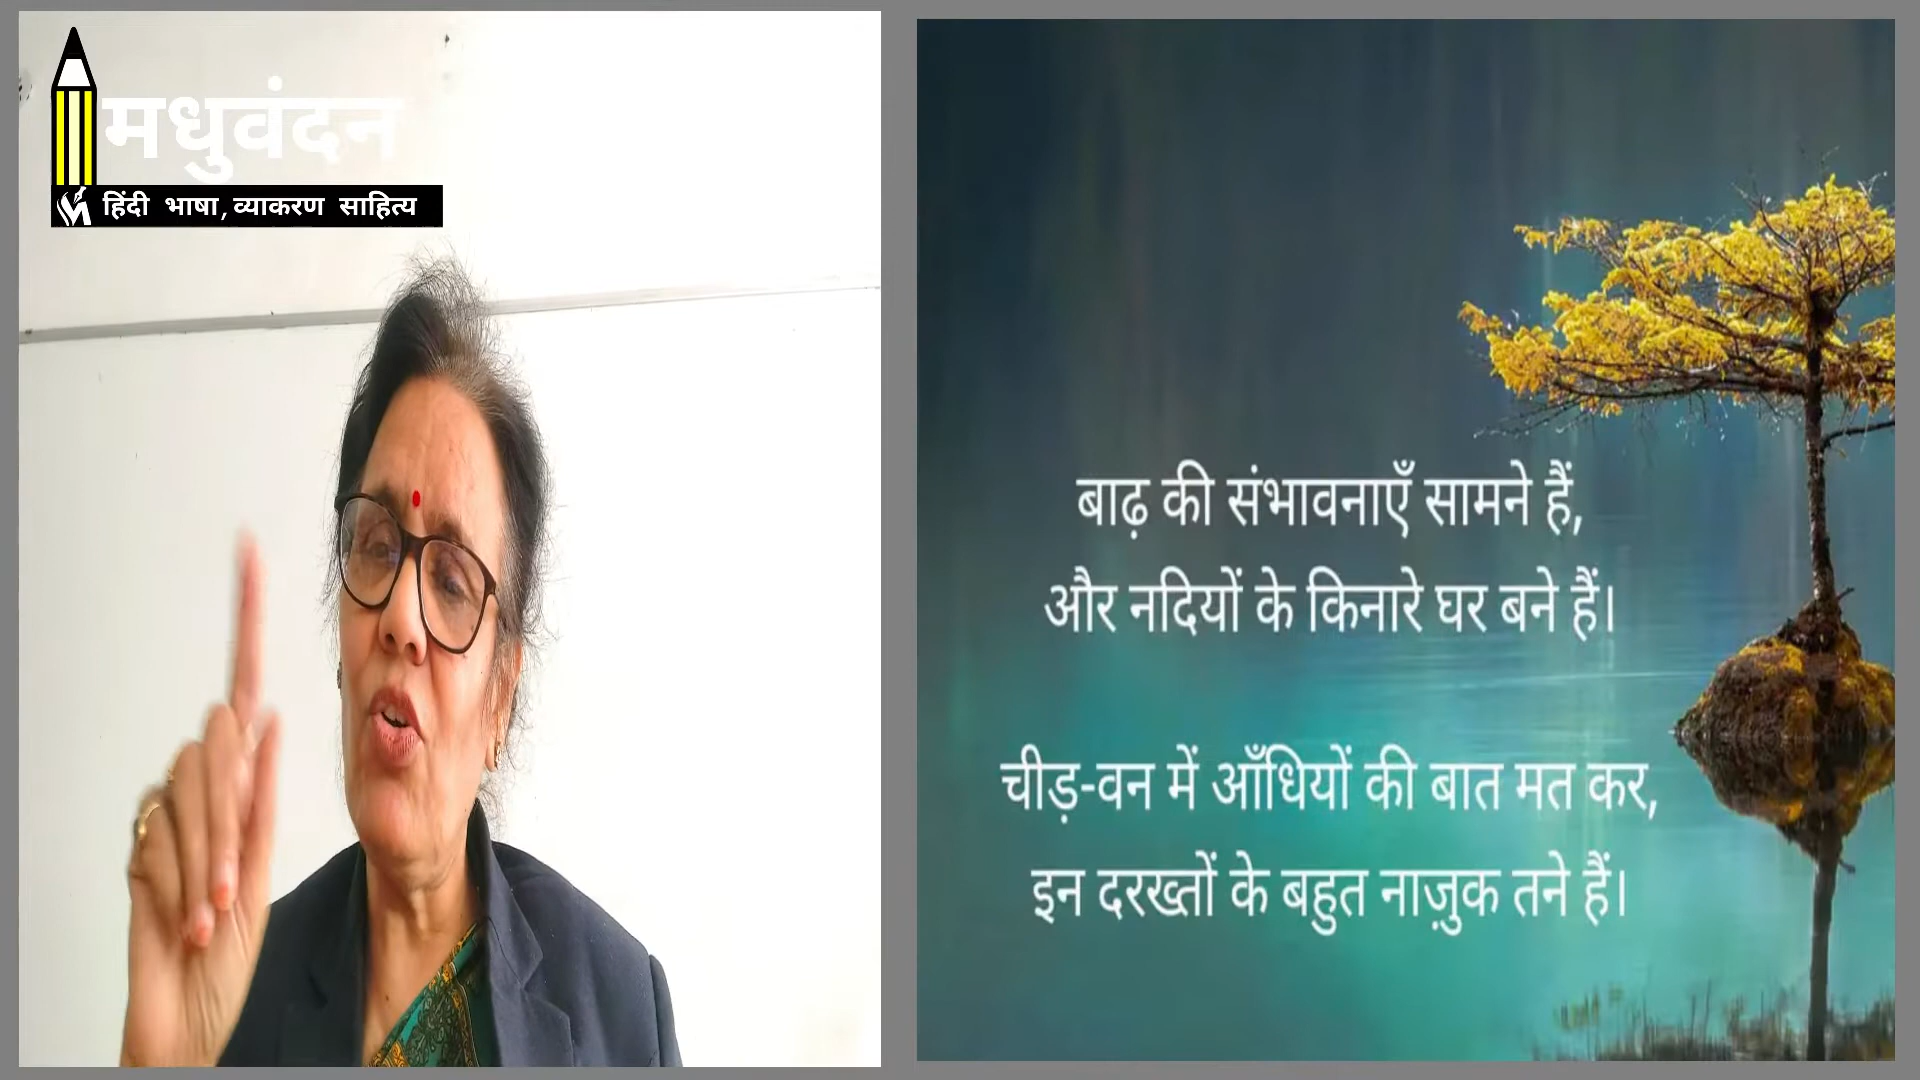 मधुवंदन
हिंदी भाषा, व्याकरण साहित्य
बाढ़ की संभावनाएँ सामने हैं,
और नदियों के किनारे घर बने हैं।
चीड़-वन में आँधियों की बात मत कर,
इन दरख्तों के बहुत नाज़ुक तने हैं।